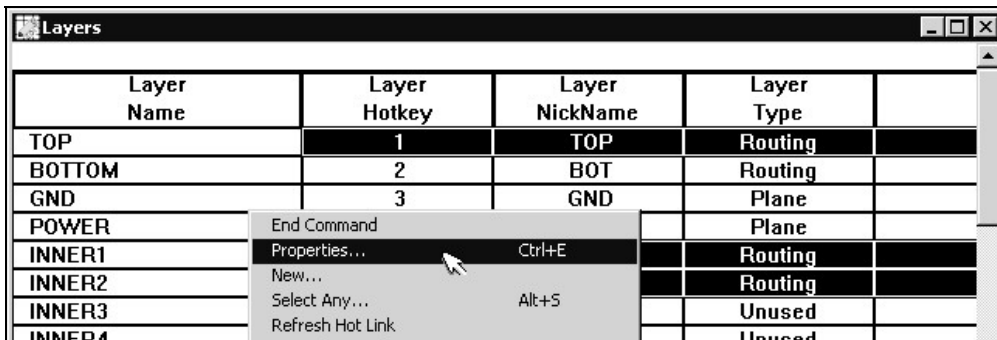 Layers
Layer Layer Layer Layer
Name Hotkey NickName Type
TOP 1 TOP Routing
BOTTOM 2 BOT Routing
GND 3 GND Plane
POWER End Command Plane
INNER1 Properties... Ctrl+E Routing
INNER2 New... Routing
INNER3 Select Any... Alt+S Unused
Refresh Hot Link
INNER4 Unused